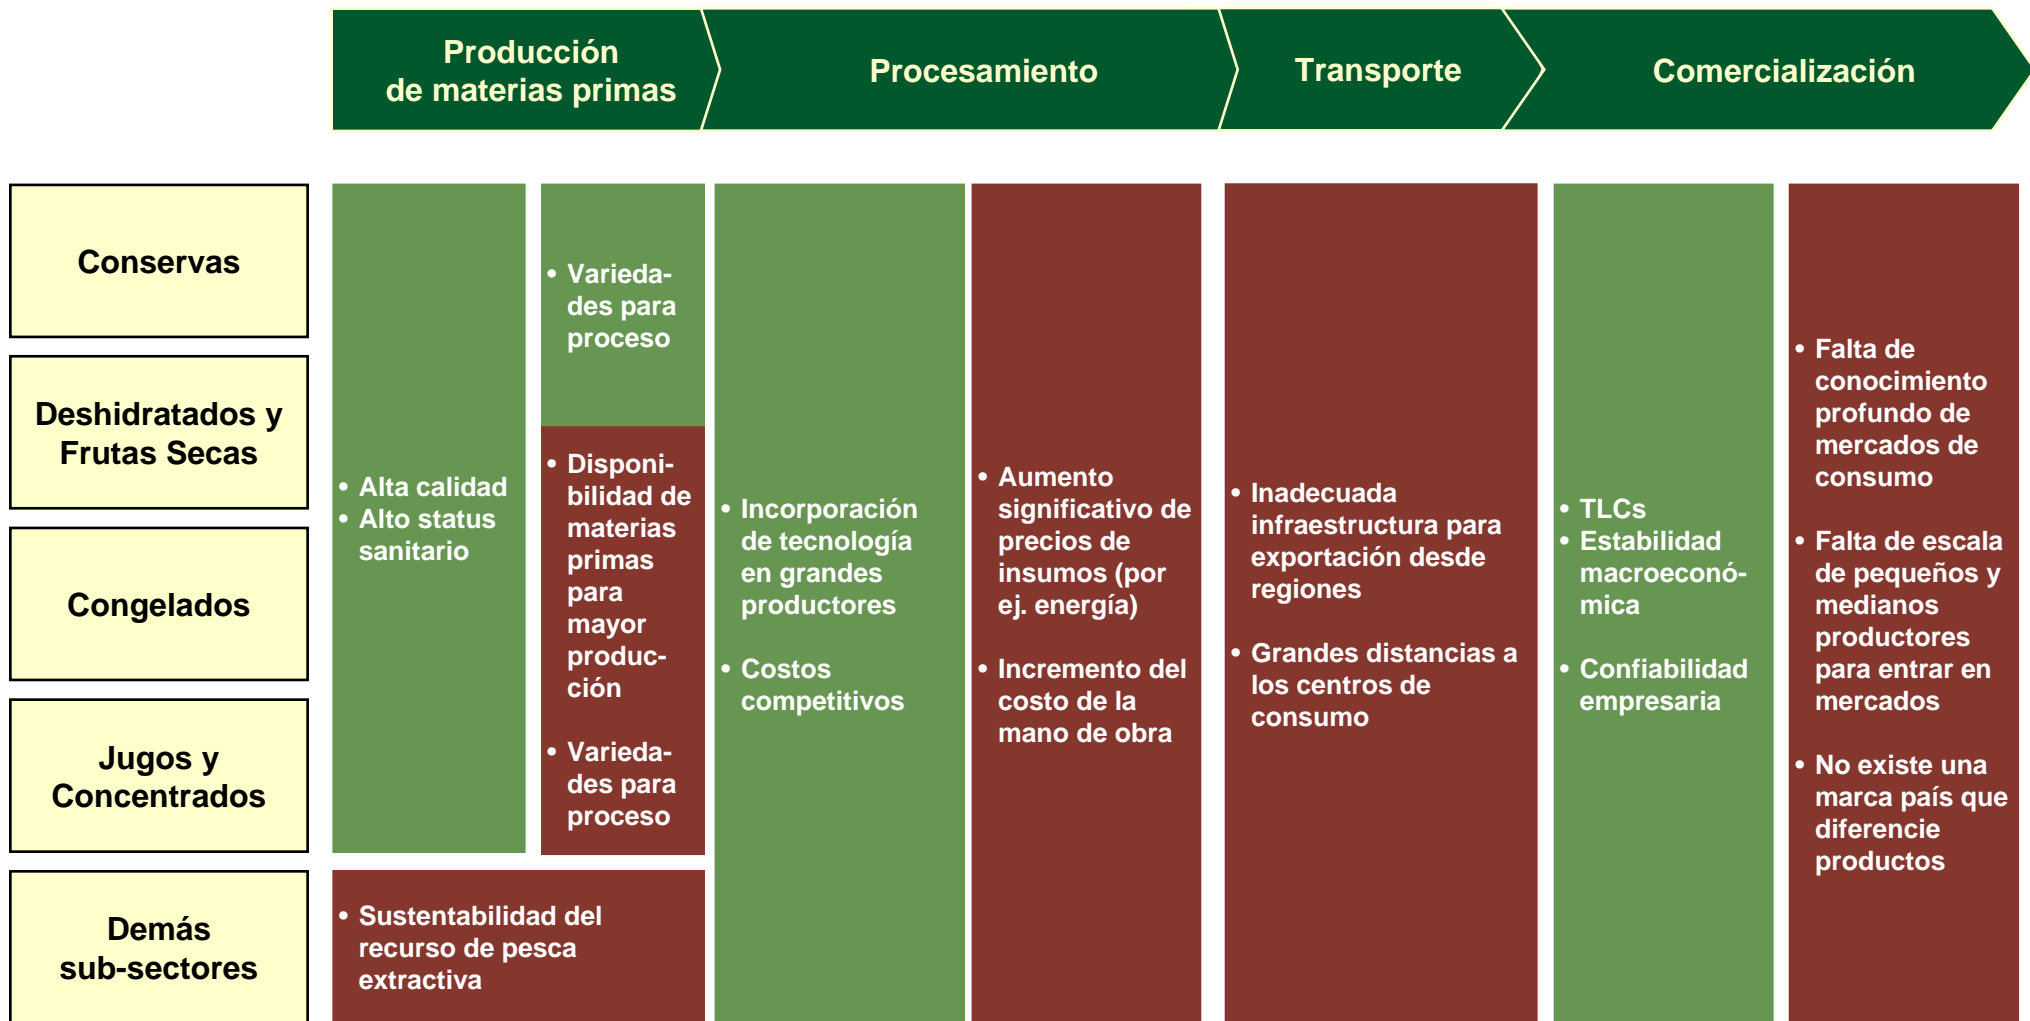 Producción
de materias primas
Procesamiento
Transporte
Comercialización
Conservas
Deshidratados y
Frutas Secas
Congelados
Jugos y
Concentrados
Demás
sub-sectores
• Alta calidad
• Alto status
sanitario
• Varieda-
des para
proceso
• Disponi-
bilidad de
materias
primas
para
mayor
produc-
ción
• Varieda-
des para
proceso
• Sustentabilidad del
recurso de pesca
extractiva
• Incorporación
de tecnología
en grandes
productores
• Costos
competitivos
• Aumento
significativo de
precios de
insumos (por
ej. energía)
• Incremento del
costo de la
mano de obra
• Inadecuada
infraestructura para
exportación desde
regiones
• Grandes distancias a
los centros de
consumo
• TLCs
• Estabilidad
macroeconó-
mica
• Confiabilidad
empresaria
• Falta de
conocimiento
profundo de
mercados de
consumo
• Falta de escala
de pequeños y
medianos
productores
para entrar en
mercados
• No existe una
marca país que
diferencie
productos